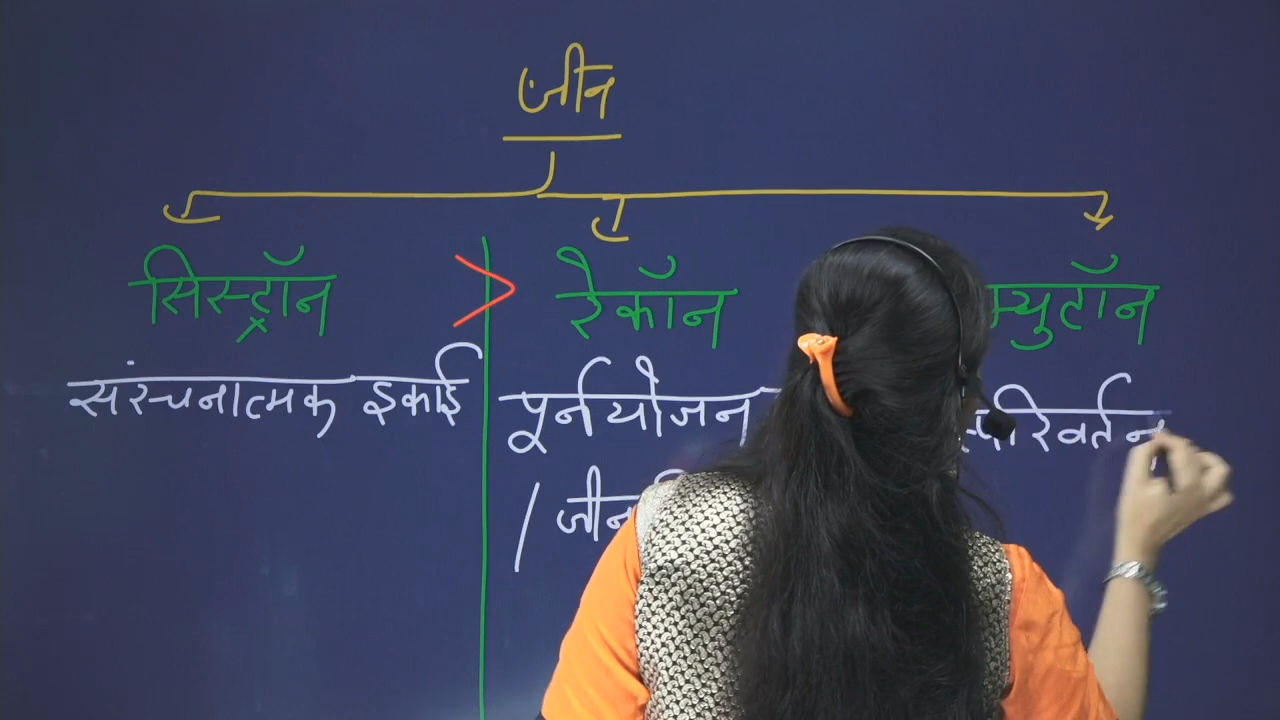 जीन
सिस्ट्रॉन > रेकॉन म्युटॉन
संरचनात्मक इकाई
पूर्नयोजन परिवर्तन
/ जीन